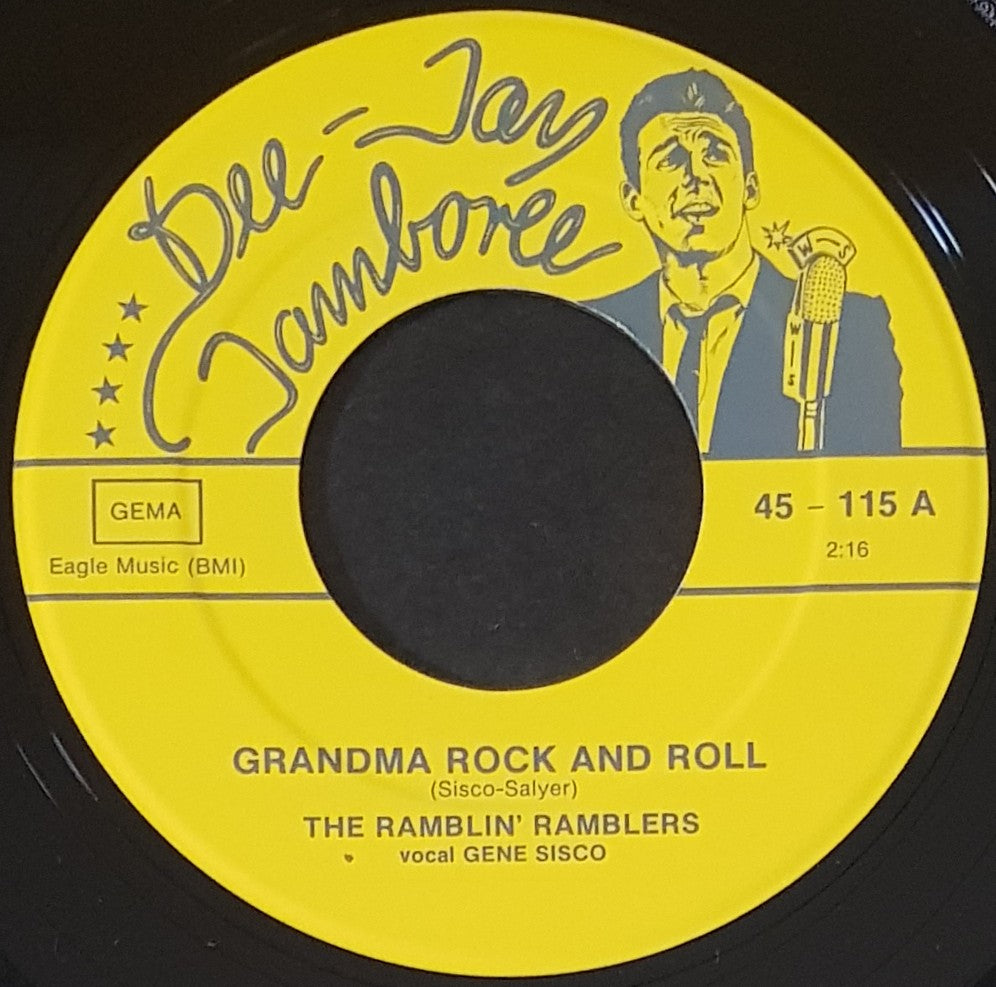 Dee-Jay
Jamboree
W-I-S
WIS
GEMA
Eagle Music (BMI)
45 – 115 A
2:16
GRANDMA ROCK AND ROLL
(Sisco-Salyer)
THE RAMBLIN' RAMBLERS
vocal GENE SISCO